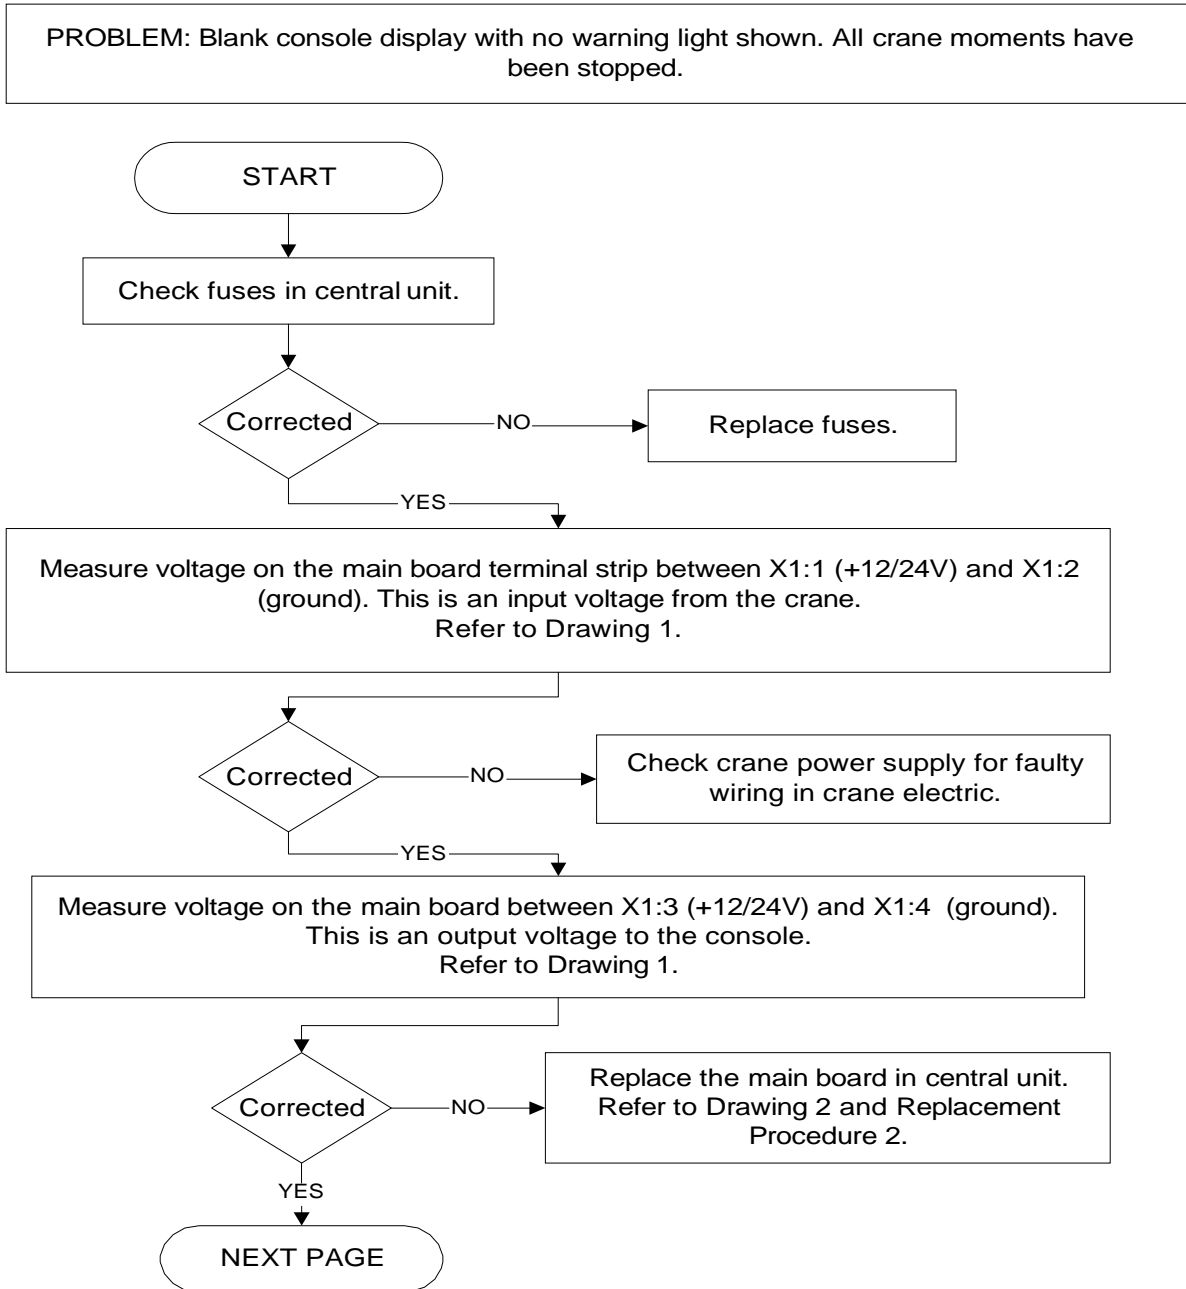 PROBLEM: Blank console display with no warning light shown. All crane moments have
been stopped.
START
Check fuses in central unit.
Corrected
NO
Replace fuses.
YES
Measure voltage on the main board terminal strip between X1:1 (+12/24V) and X1:2
(ground). This is an input voltage from the crane.
Refer to Drawing 1.
Corrected
NO
Check crane power supply for faulty
wiring in crane electric.
YES
Measure voltage on the main board between X1:3 (+12/24V) and X1:4 (ground).
This is an output voltage to the console.
Refer to Drawing 1.
Corrected
NO
Replace the main board in central unit.
Refer to Drawing 2 and Replacement
Procedure 2.
YES
NEXT PAGE